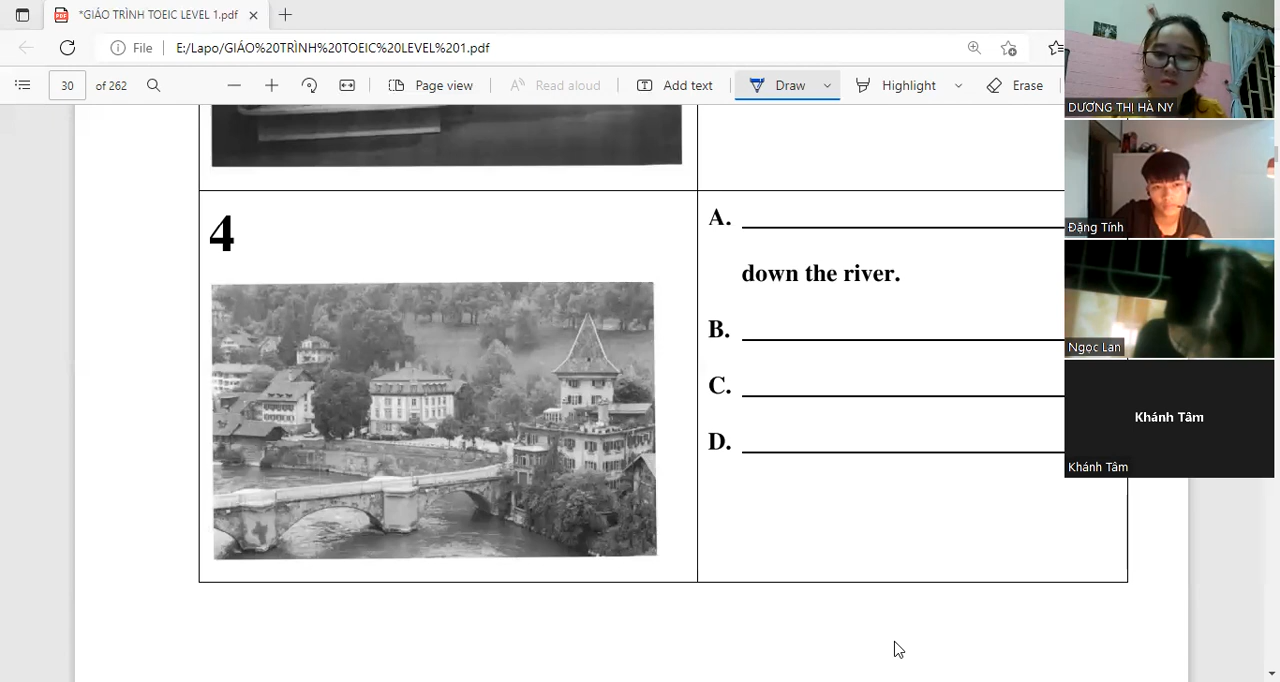 *GIÁO TRÌNH TOEIC LEVEL 1.pdf
File E:/Lapo/GIÁO%20TRÌNH%20TOEIC%20LEVEL%201.pdf
30 of 262 Page view Read aloud Add text Draw Highlight Erase
DƯƠNG THỊ HÀ NY
Đặng Tính
Ngọc Lan
Khánh Tâm
Khánh Tâm
4
A.
down the river.
B.
C.
D.